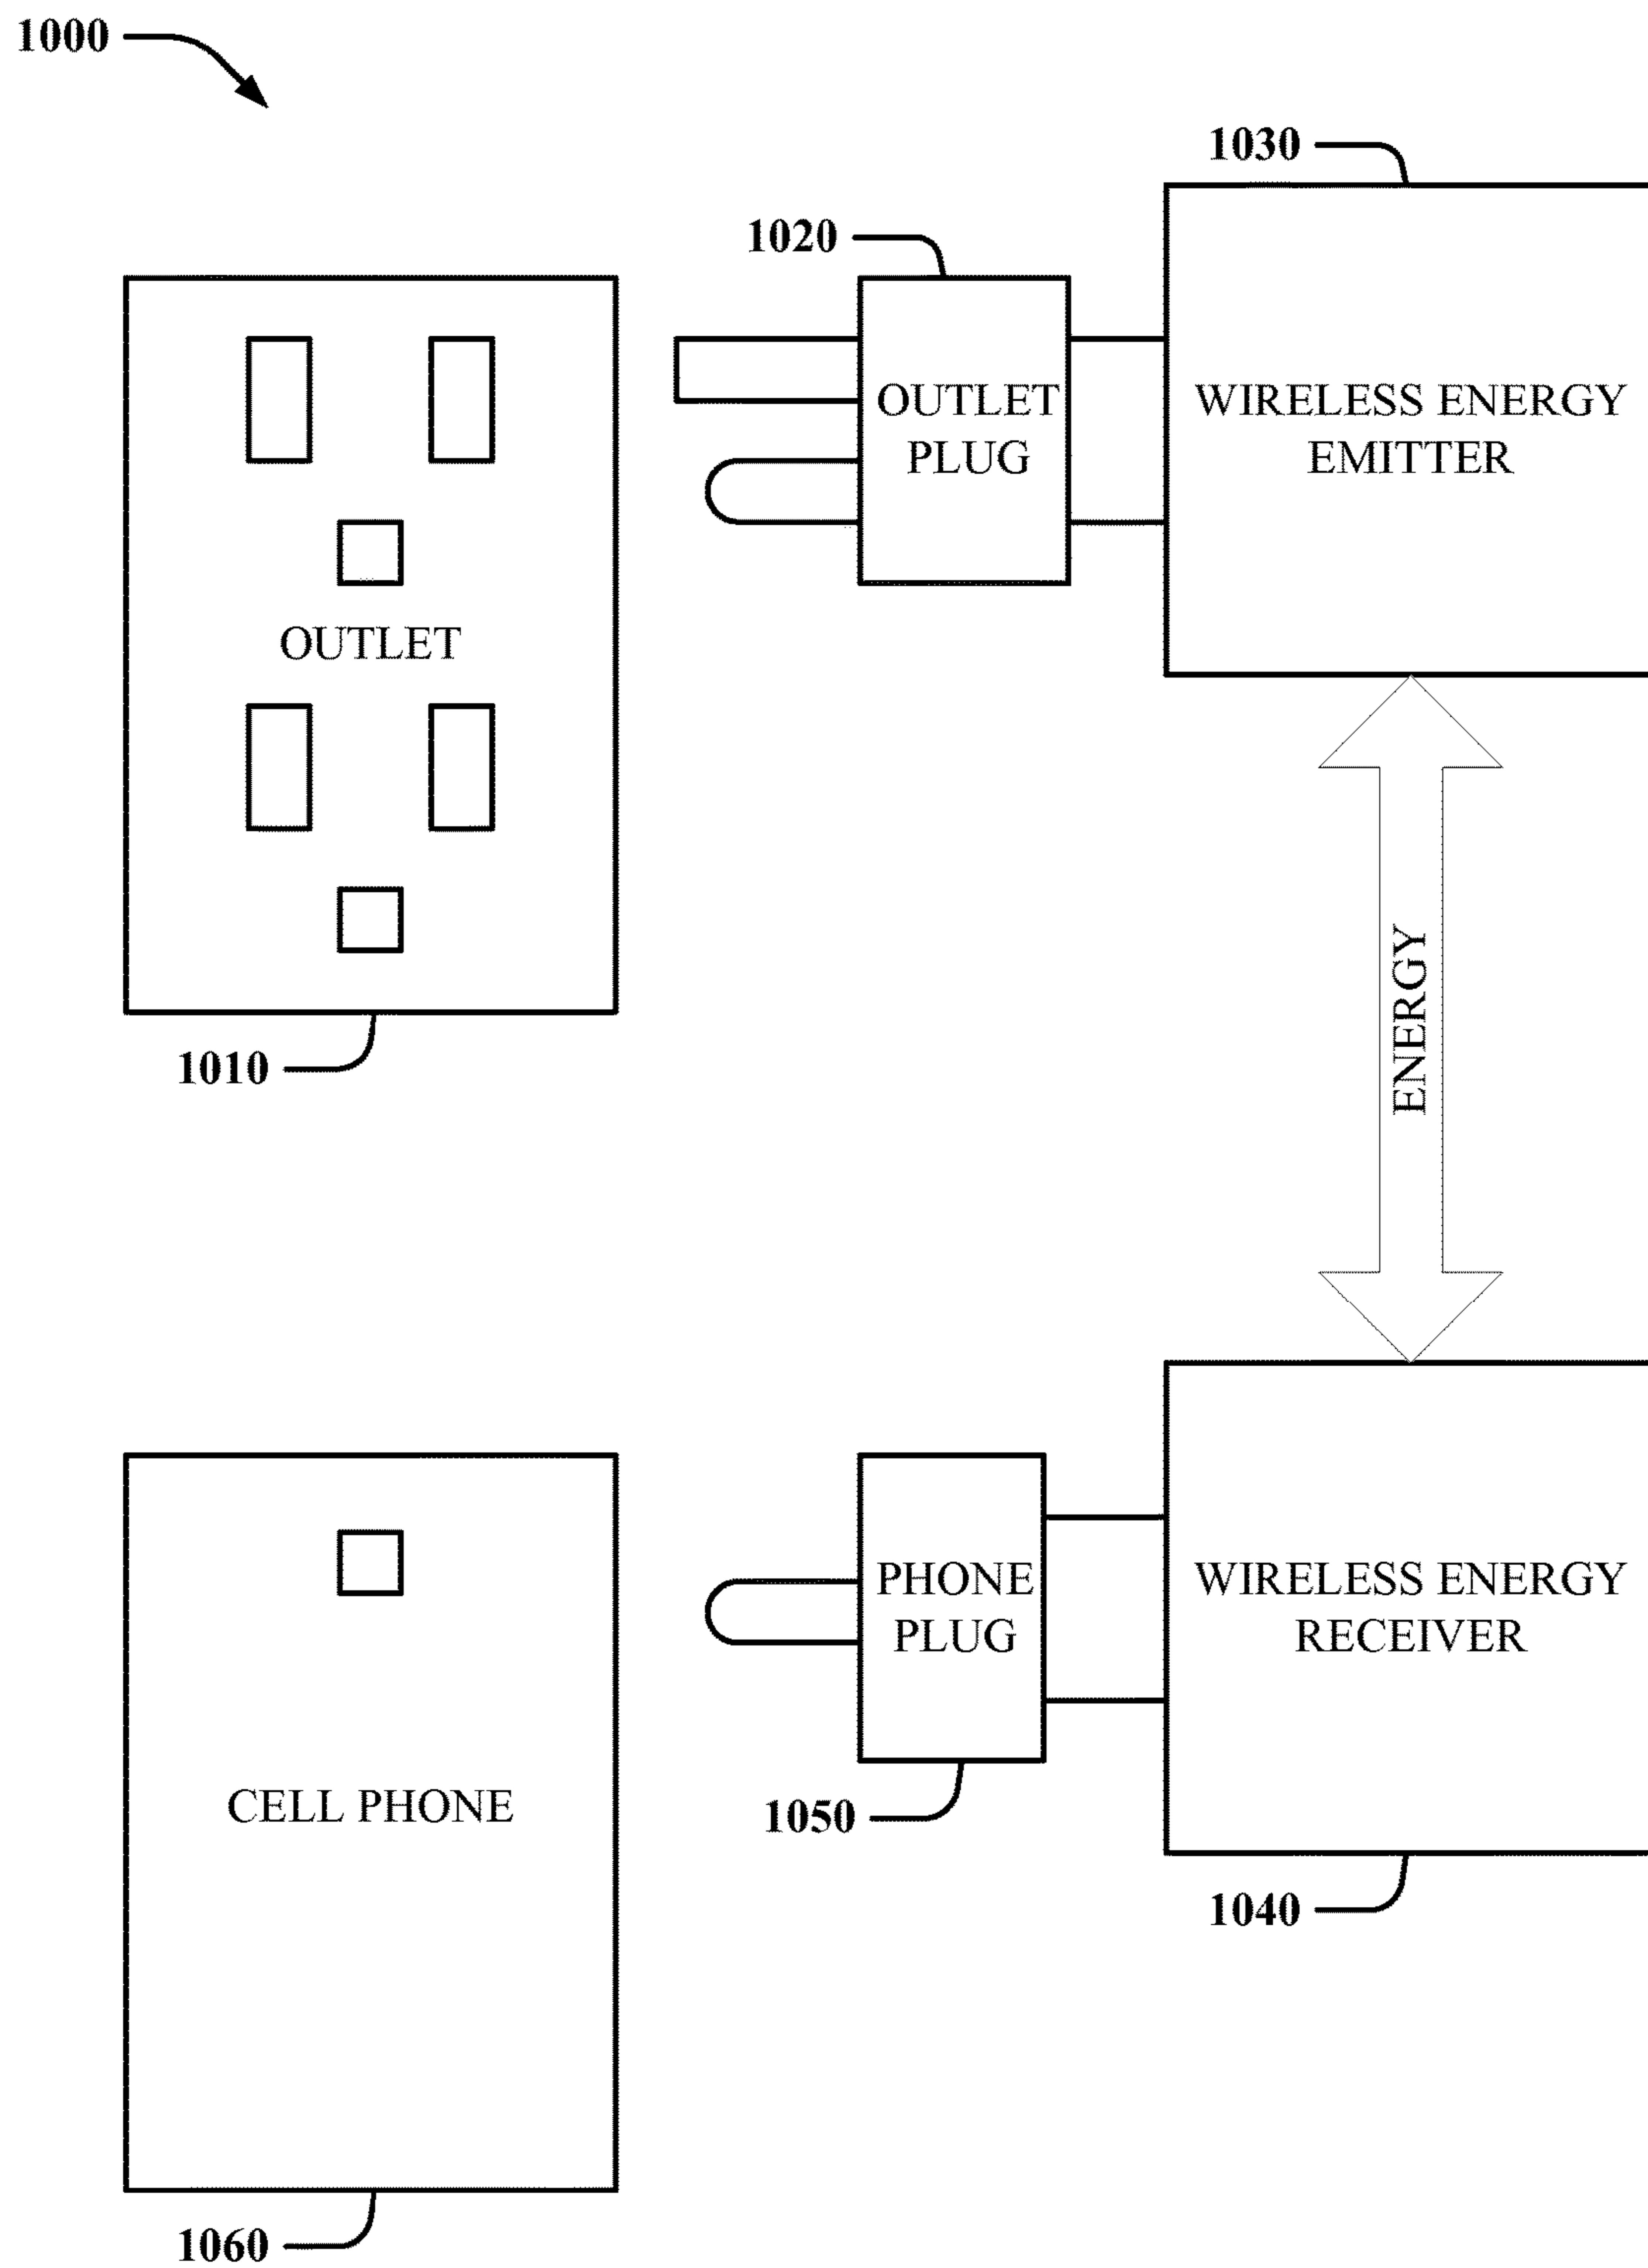 1000
1030
1020
OUTLET
PLUG
WIRELESS ENERGY
EMITTER
OUTLET
1010
ENERGY
PHONE
PLUG
WIRELESS ENERGY
RECEIVER
CELL PHONE
1050
1040
1060